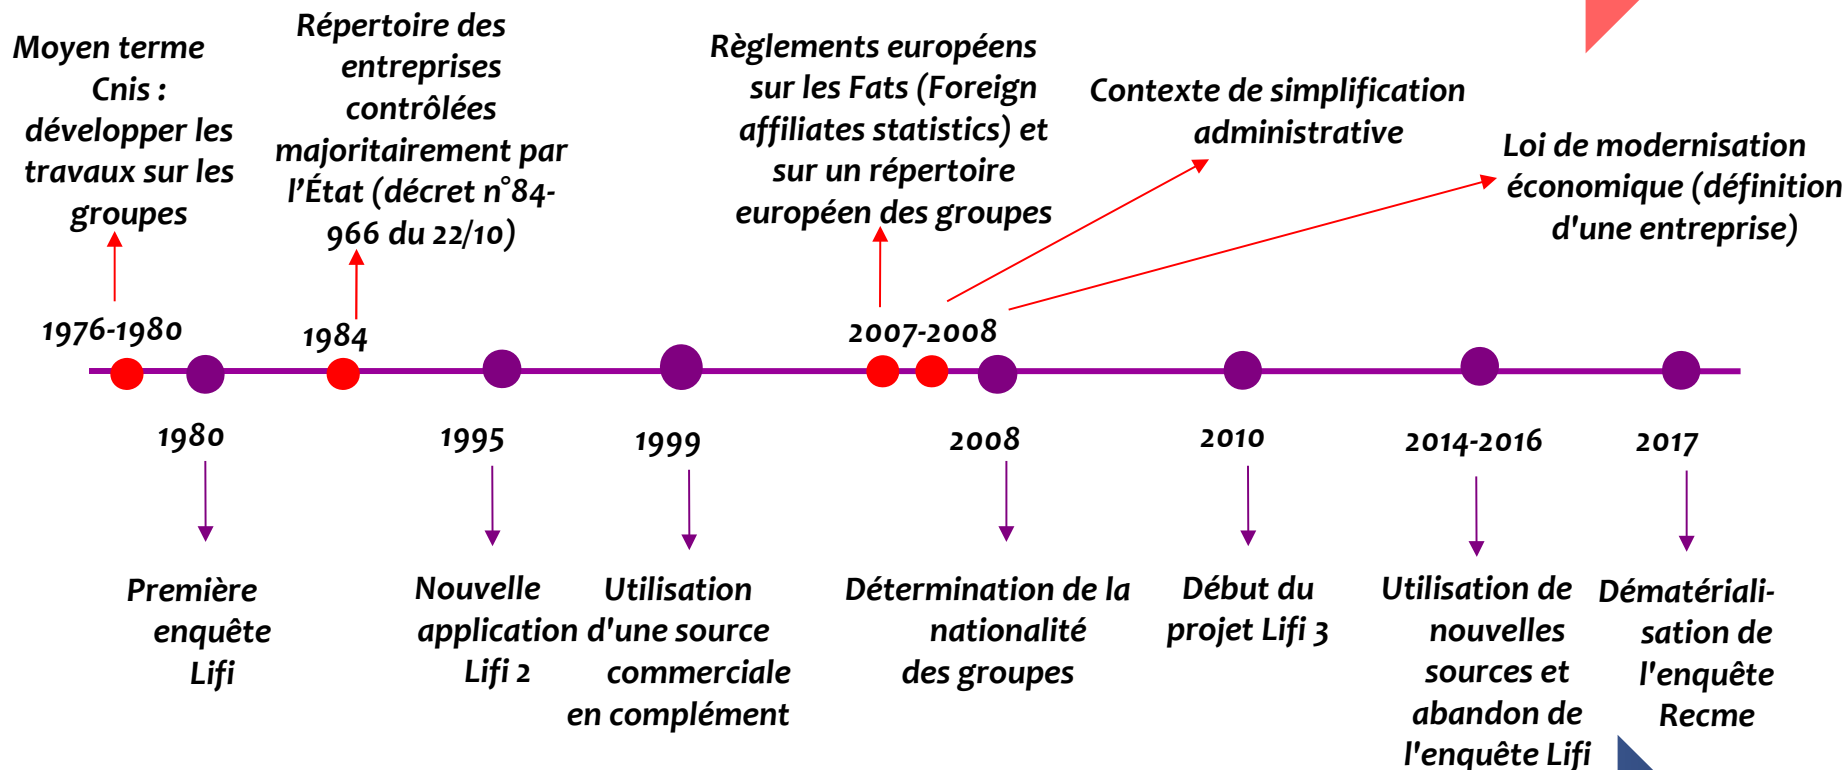 Moyen terme
Cnis :
développer les
travaux sur les
groupes
Répertoire des
entreprises
contrôlées
majoritairement par
l'État (décret n°84-
966 du 22/10)
Règlements européens
sur les Fats (Foreign
affiliates statistics) et
sur un répertoire
européen des groupes
Contexte de simplification
administrative
Loi de modernisation
économique (définition
d'une entreprise)
1976-1980
1984
2007-2008
1980
1995
1999
2008
2010
2014-2016
2017
Première
enquête
Lifi
Nouvelle
application
Lifi 2
Utilisation
d'une source
commerciale
en complément
Détermination de la
nationalité
des groupes
Début du
projet Lifi 3
Utilisation de
nouvelles
sources et
abandon de
l'enquête Lifi
Dématériali-
sation de
l'enquête
Recme